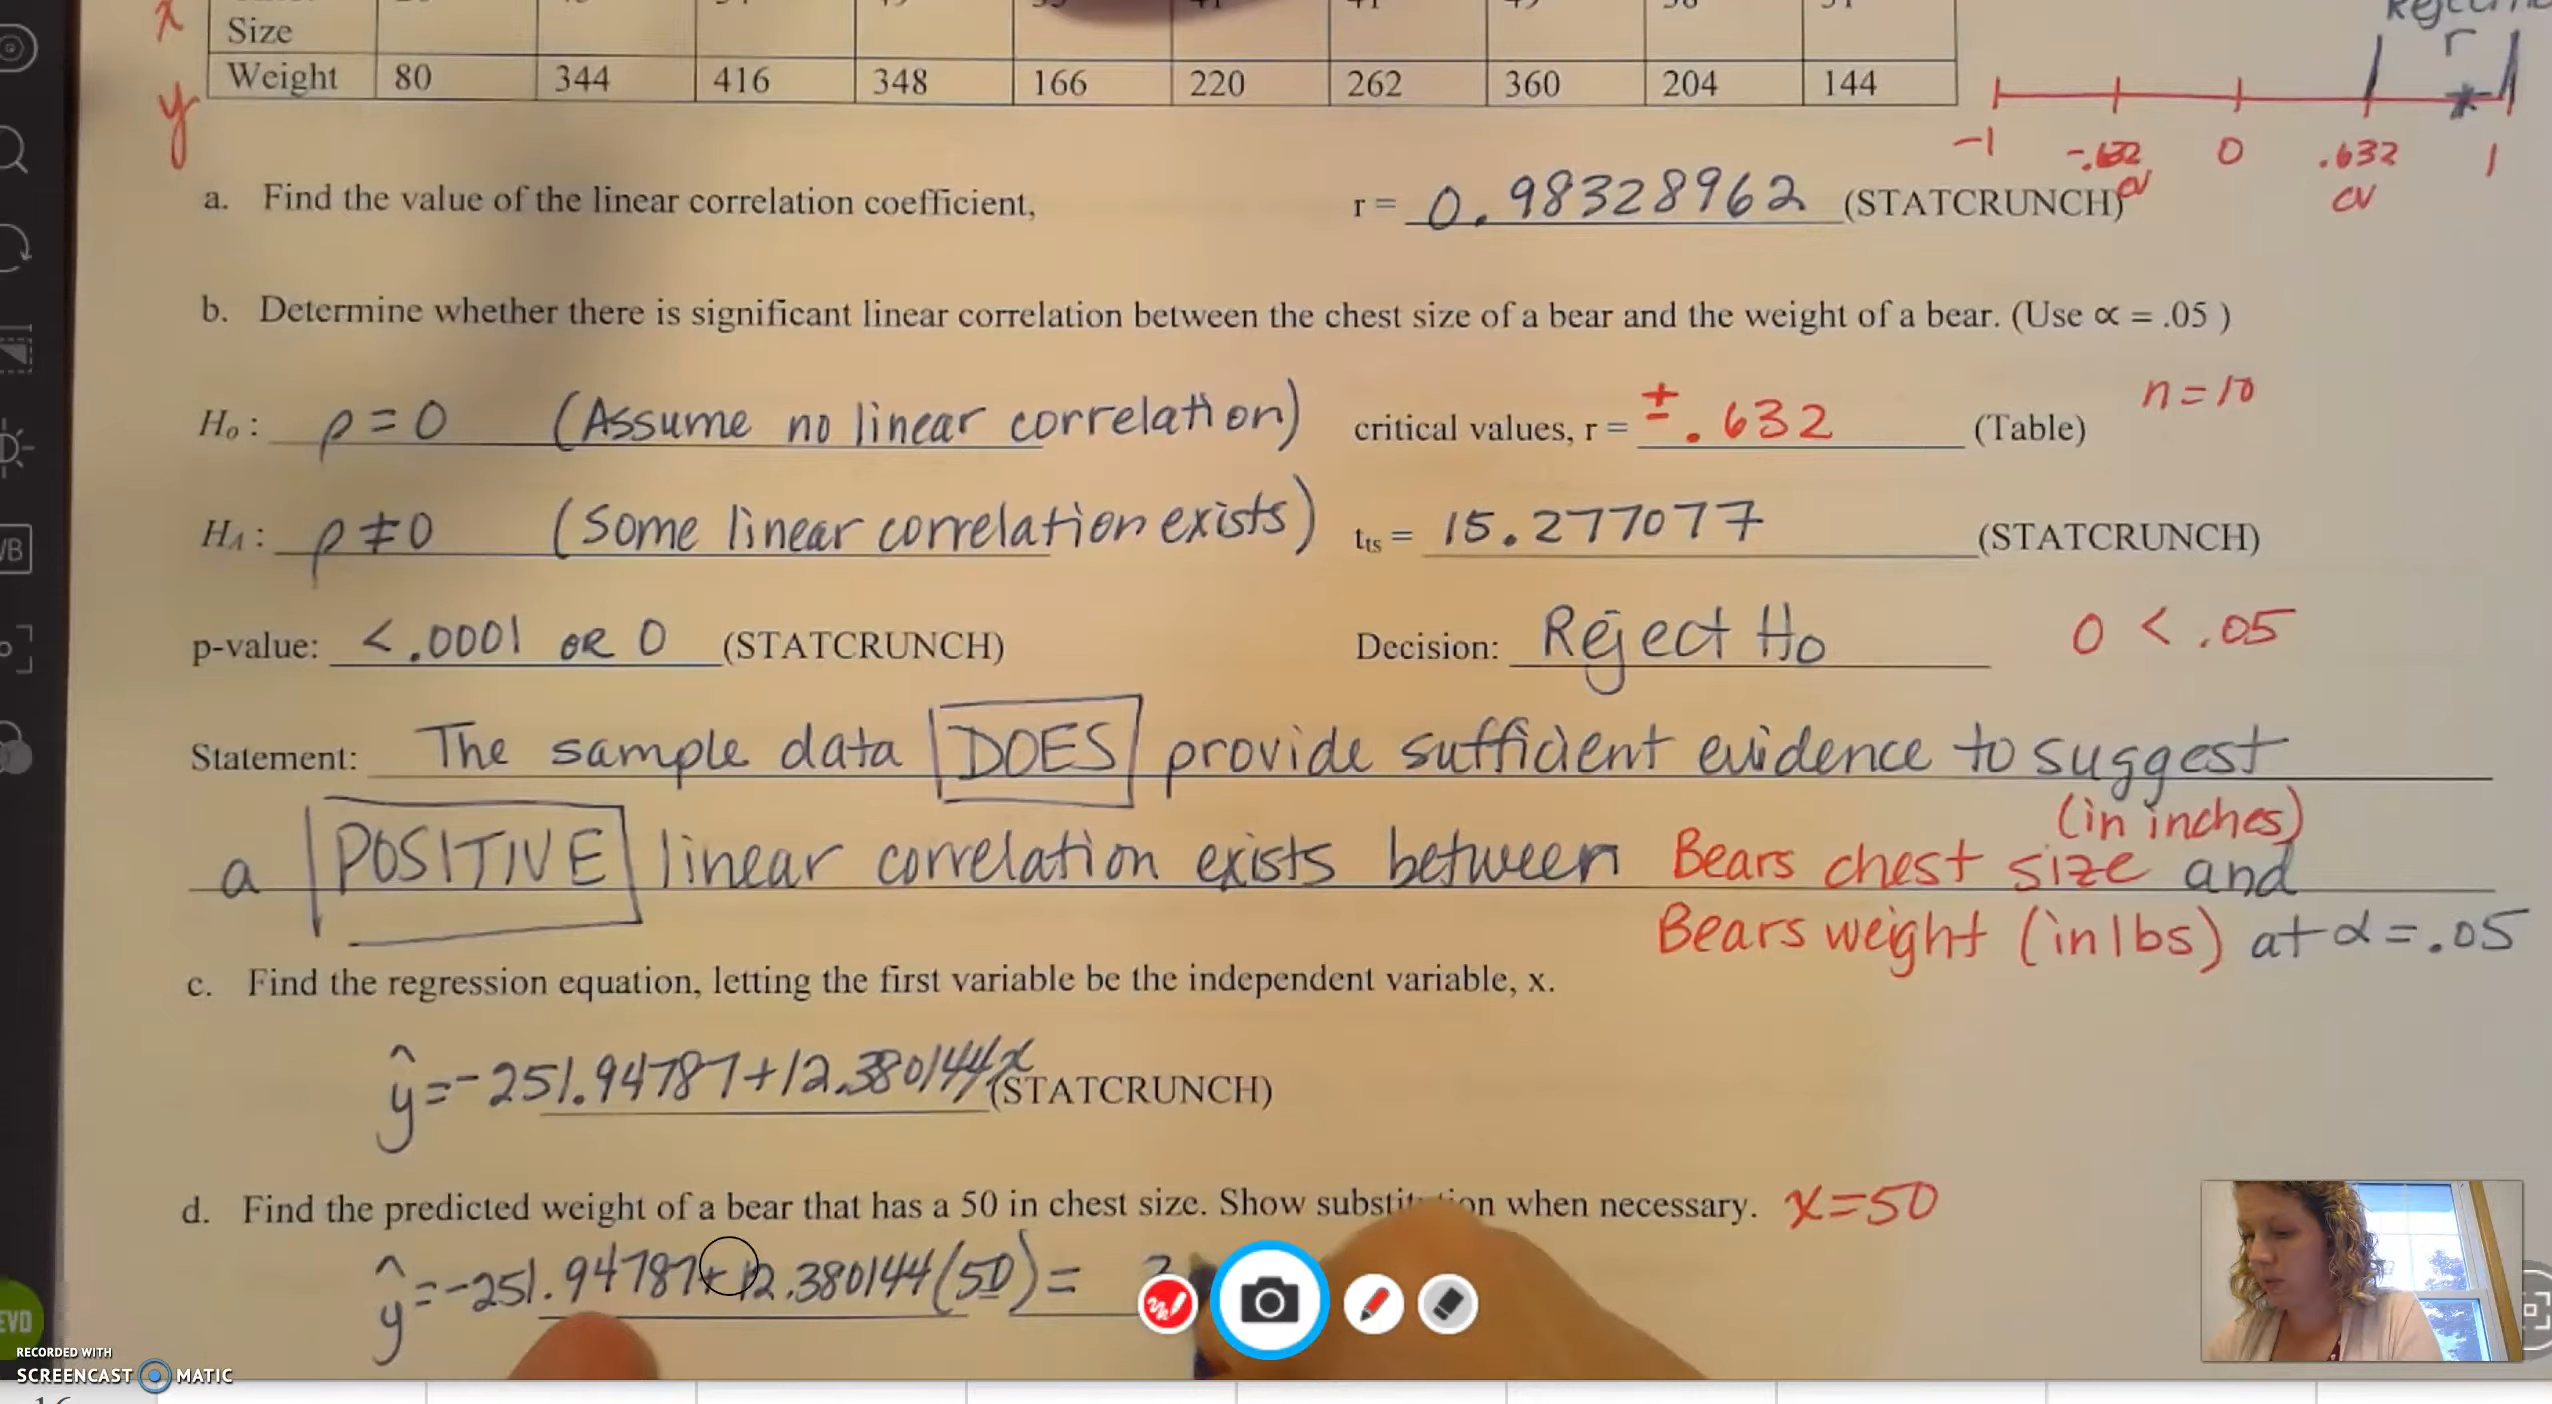 x
Size
Weight 80 344 416 348 166 220 262 360 204 144
y
r
-1 -.632 0 .632 1
CV CV
a. Find the value of the linear correlation coefficient, r = 0.98328962 (STATCRUNCH)
b. Determine whether there is significant linear correlation between the chest size of a bear and the weight of a bear. (Use ∝ = .05 )
n=10
Ho : ρ = 0 (Assume no linear correlation) critical values, r = ± .632 (Table)
HA : ρ ≠ 0 (Some linear correlation exists) tts = 15.277077 (STATCRUNCH)
p-value: < .0001 OR 0 (STATCRUNCH) Decision: Reject Ho 0 < .05
Statement: The sample data DOES provide sufficient evidence to suggest
(in inches)
a POSITIVE linear correlation exists between Bears chest size and
Bears weight (in lbs) at α = .05
c. Find the regression equation, letting the first variable be the independent variable, x.
ŷ = -251.94787 + 12.380144x (STATCRUNCH)
d. Find the predicted weight of a bear that has a 50 in chest size. Show when necessary. x=50
ŷ = -251.94787 + 12.380144(50) =
EVO
RECORDED WITH
SCREENCAST MATIC